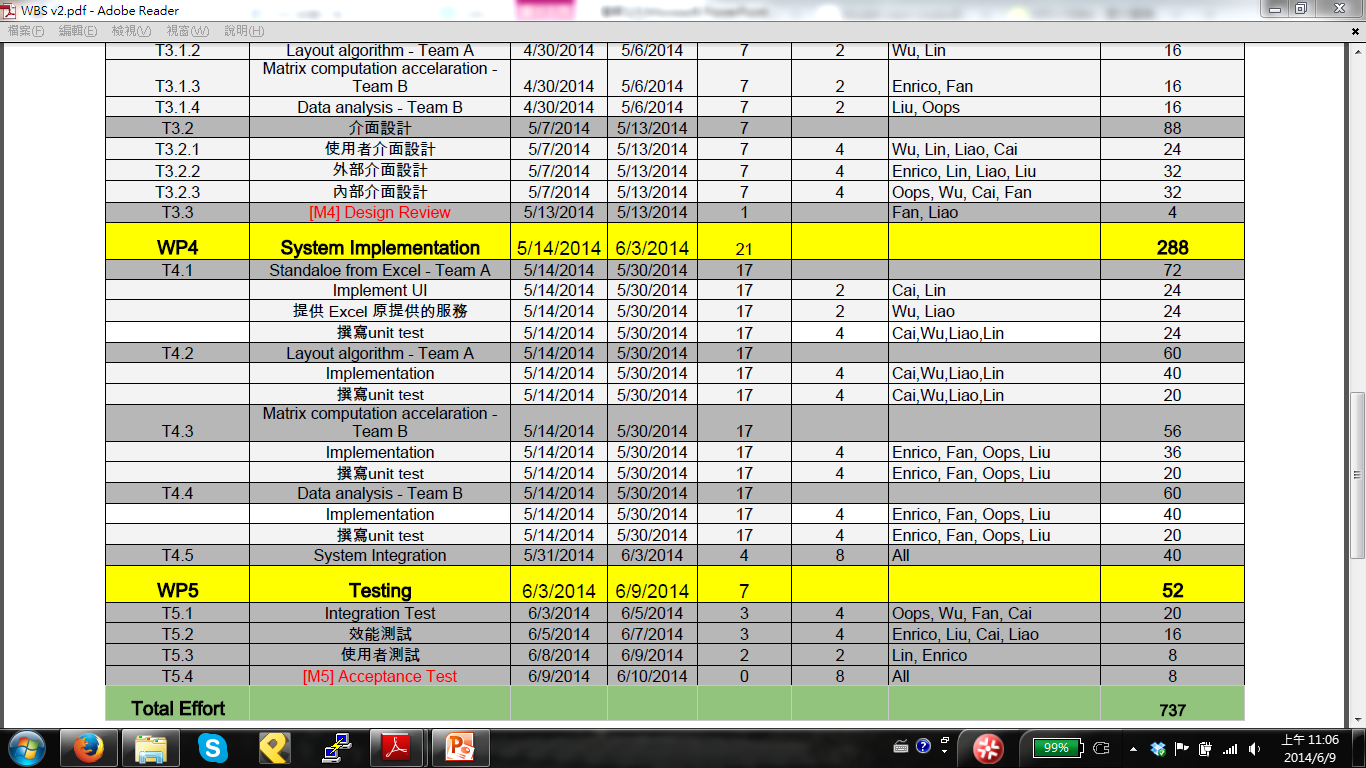 WBS v2.pdf - Adobe Reader
檔案(F) 編輯(E) 檢視(V) 視窗(W) 說明(H)
T3.1.2 Layout algorithm - Team A 4/30/2014 5/6/2014 7 2 Wu, Lin 16
Matrix computation accelaration -
T3.1.3 Team B 4/30/2014 5/6/2014 7 2 Enrico, Fan 16
T3.1.4 Data analysis - Team B 4/30/2014 5/6/2014 7 2 Liu, Oops 16
T3.2 介面設計 5/7/2014 5/13/2014 7 88
T3.2.1 使用者介面設計 5/7/2014 5/13/2014 7 4 Wu, Lin, Liao, Cai 24
T3.2.2 外部介面設計 5/7/2014 5/13/2014 7 4 Enrico, Lin, Liao, Liu 32
T3.2.3 內部介面設計 5/7/2014 5/13/2014 7 4 Oops, Wu, Cai, Fan 32
T3.3 [M4] Design Review 5/13/2014 5/13/2014 1 Fan, Liao 4
WP4 System Implementation 5/14/2014 6/3/2014 21 288
T4.1 Standaloe from Excel - Team A 5/14/2014 5/30/2014 17 72
Implement UI 5/14/2014 5/30/2014 17 2 Cai, Lin 24
提供 Excel 原提供的服務 5/14/2014 5/30/2014 17 2 Wu, Liao 24
撰寫unit test 5/14/2014 5/30/2014 17 4 Cai,Wu,Liao,Lin 24
T4.2 Layout algorithm - Team A 5/14/2014 5/30/2014 17 60
Implementation 5/14/2014 5/30/2014 17 4 Cai,Wu,Liao,Lin 40
撰寫unit test 5/14/2014 5/30/2014 17 4 Cai,Wu,Liao,Lin 20
Matrix computation accelaration -
T4.3 Team B 5/14/2014 5/30/2014 17 56
Implementation 5/14/2014 5/30/2014 17 4 Enrico, Fan, Oops, Liu 36
撰寫unit test 5/14/2014 5/30/2014 17 4 Enrico, Fan, Oops, Liu 20
T4.4 Data analysis - Team B 5/14/2014 5/30/2014 17 60
Implementation 5/14/2014 5/30/2014 17 4 Enrico, Fan, Oops, Liu 40
撰寫unit test 5/14/2014 5/30/2014 17 4 Enrico, Fan, Oops, Liu 20
T4.5 System Integration 5/31/2014 6/3/2014 4 8 All 40
WP5 Testing 6/3/2014 6/9/2014 7 52
T5.1 Integration Test 6/3/2014 6/5/2014 3 4 Oops, Wu, Fan, Cai 20
T5.2 效能測試 6/5/2014 6/7/2014 3 4 Enrico, Liu, Cai, Liao 16
T5.3 使用者測試 6/8/2014 6/9/2014 2 2 Lin, Enrico 8
T5.4 [M5] Acceptance Test 6/9/2014 6/10/2014 0 8 All 8
Total Effort 737
99%
上午 11:06
2014/6/9